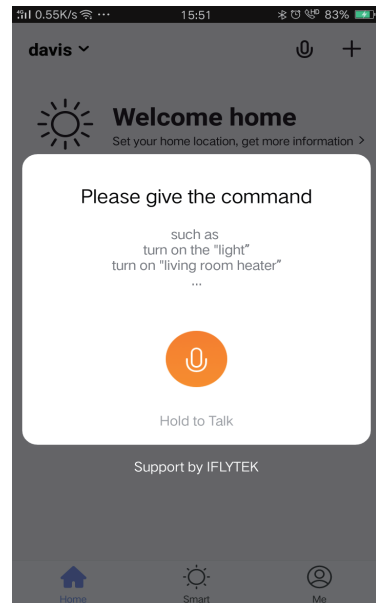 4G 0.55K/s ... 15:51 83%
davis
Welcome home
Set your home location, get more information >
Please give the command
such as
turn on the "light"
turn on "living room heater"
...
Hold to Talk
Support by IFLYTEK
Home Smart Me